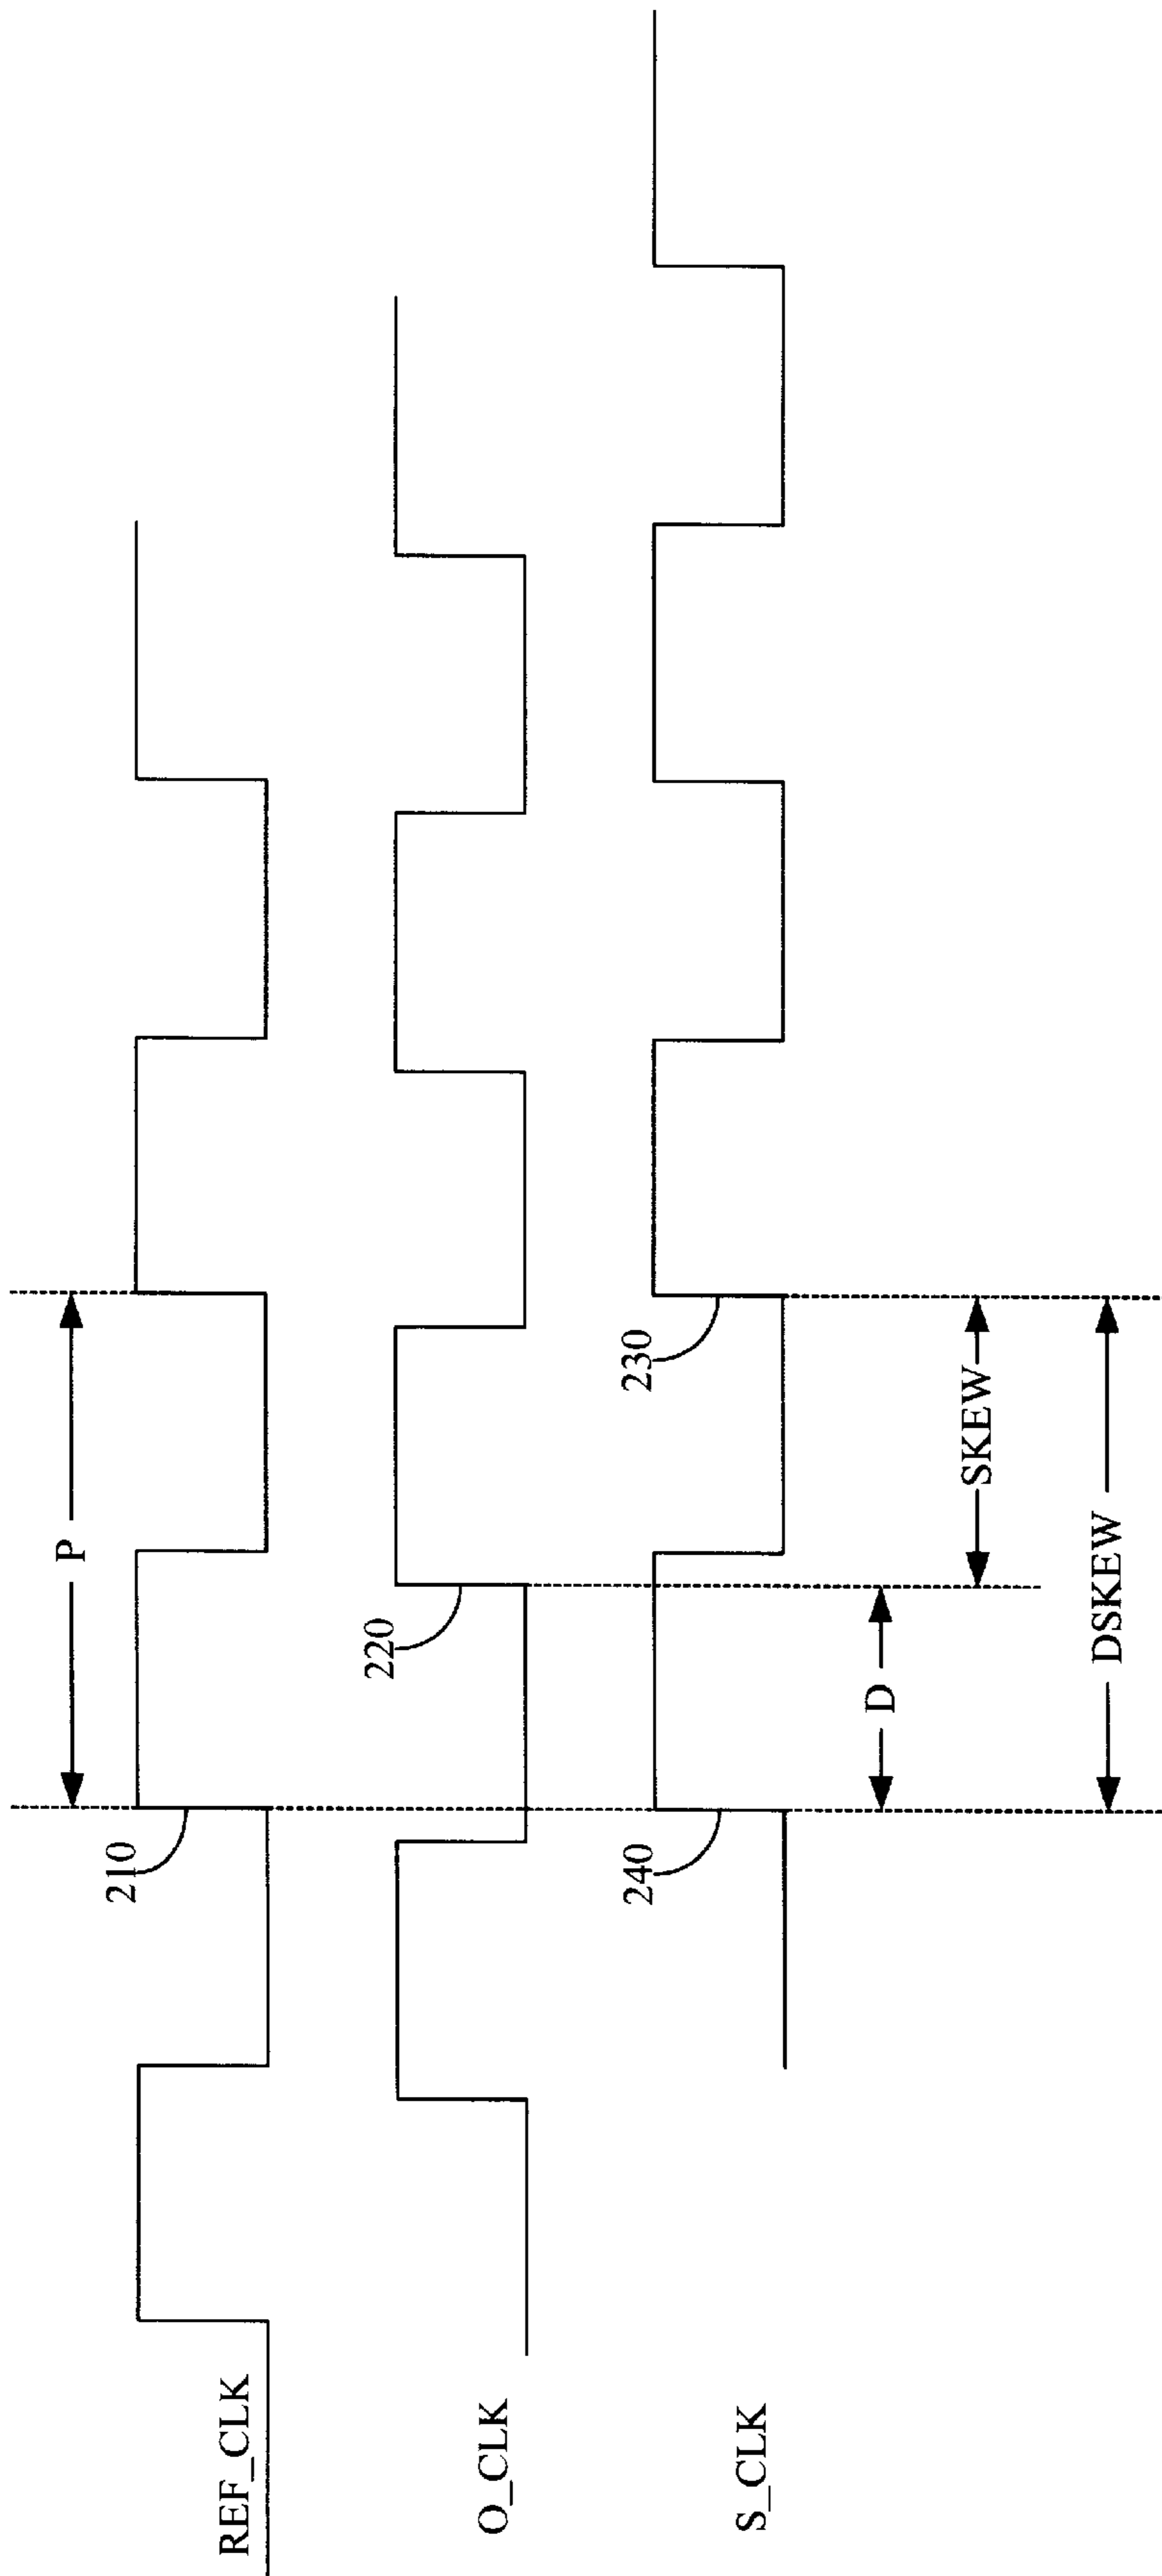 P
REF_CLK
210
O_CLK
220
S_CLK
240
230
D
SKEW
DSKEW